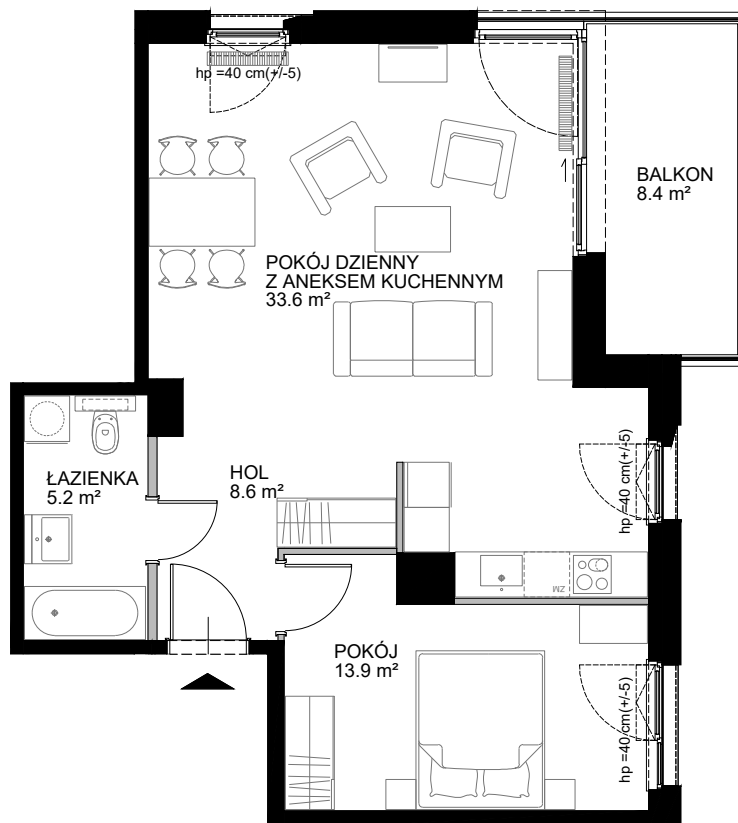 hp =40 cm(+/-5)
BALKON
8.4 m²
POKÓJ DZIENNY
Z ANEKSEM KUCHENNYM
33.6 m²
ŁAZIENKA
5.2 m²
HOL
8.6 m²
hp =40 cm(+/-5)
ZM
POKÓJ
13.9 m²
hp =40 cm(+/-5)